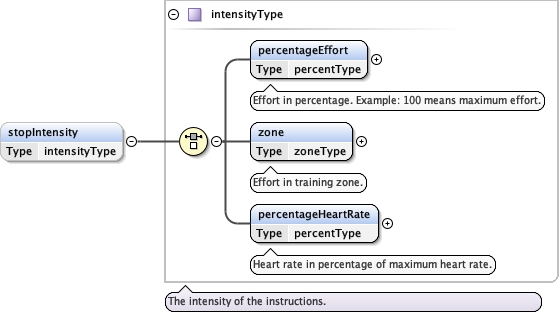 intensityType
percentageEffort
Type percentType
Effort in percentage. Example: 100 means maximum effort.
stopIntensity
Type intensityType
zone
Type zoneType
Effort in training zone.
percentageHeartRate
Type percentType
Heart rate in percentage of maximum heart rate.
The intensity of the instructions.